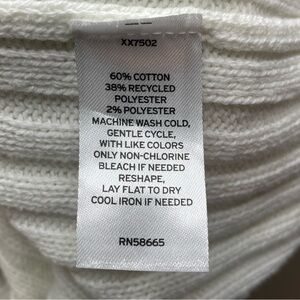 XX7502
60% COTTON
38% RECYCLED
POLYESTER
2% POLYESTER
MACHINE WASH COLD,
GENTLE CYCLE,
WITH LIKE COLORS
ONLY NON-CHLORINE
BLEACH IF NEEDED
RESHAPE,
LAY FLAT TO DRY
COOL IRON IF NEEDED
RN58665